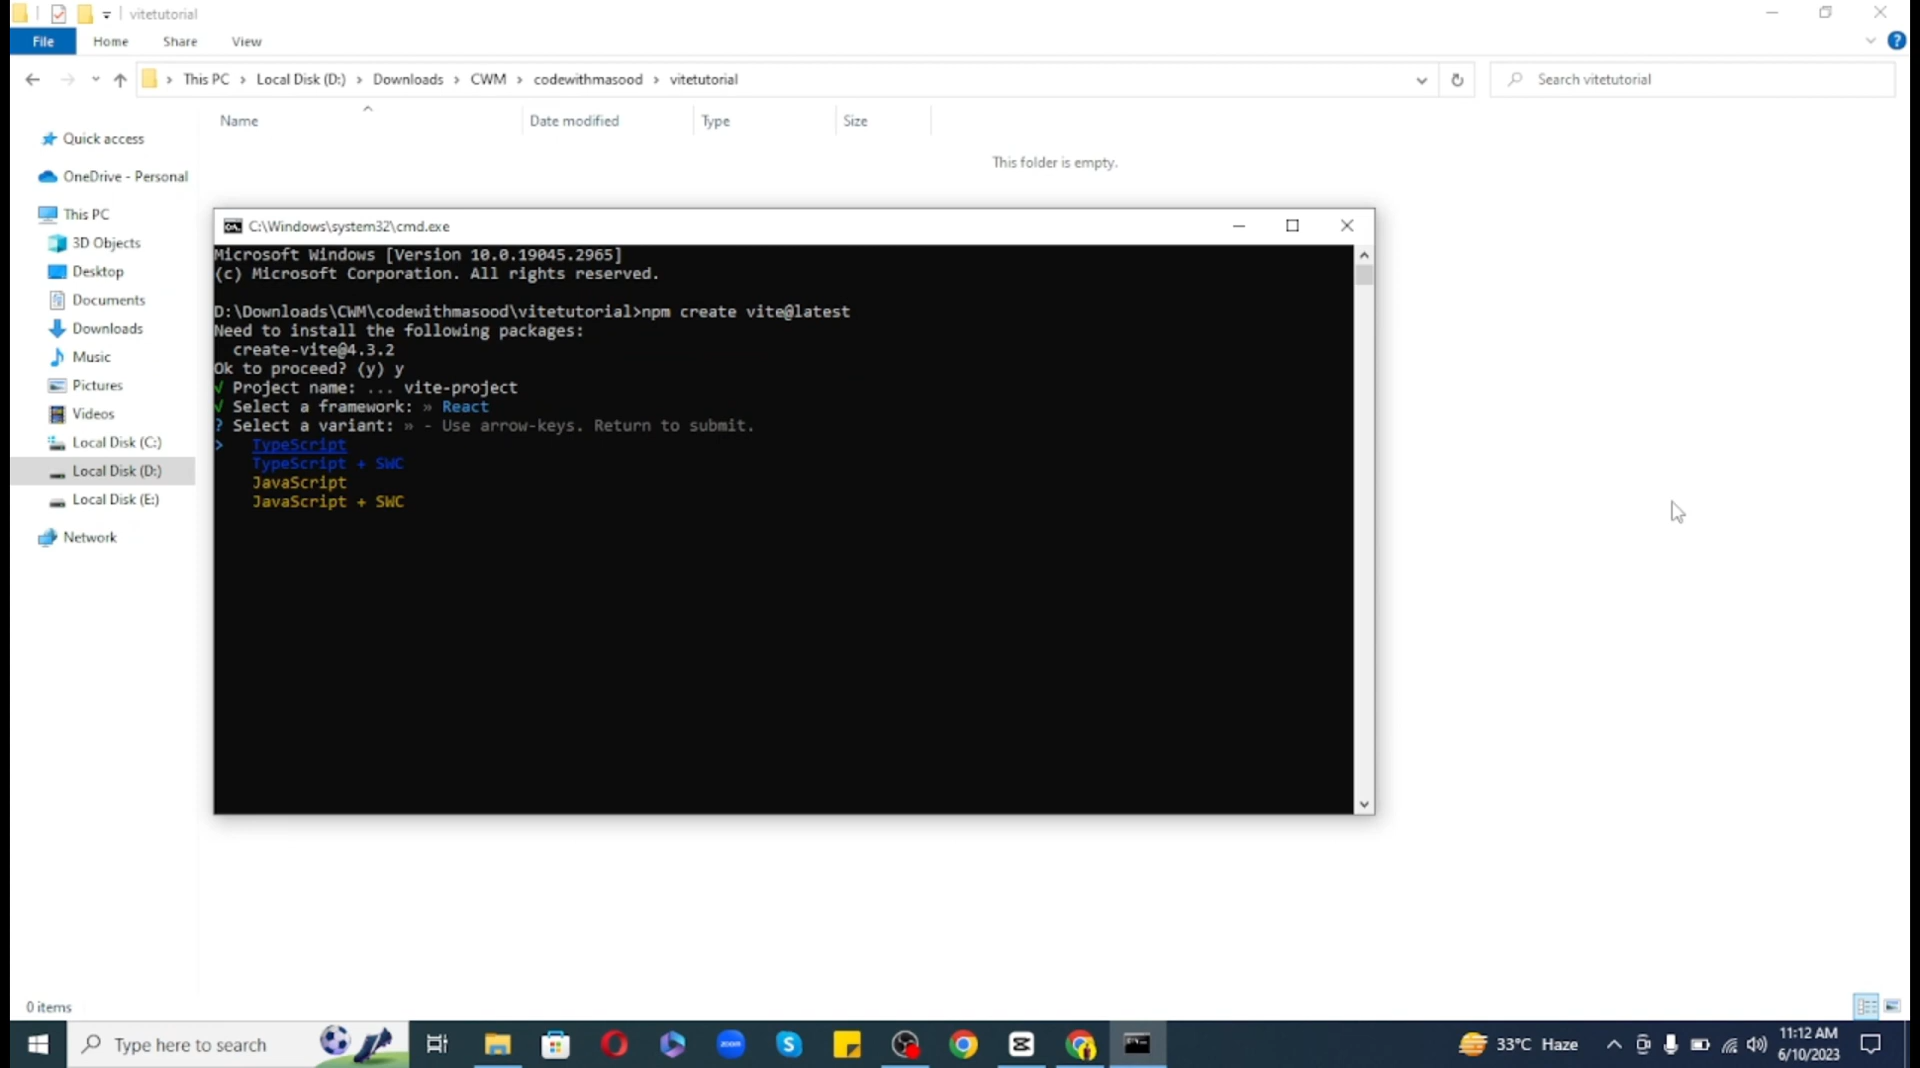 vitetutorial
File Home Share View
This PC Local Disk (D:) Downloads CWM codewithmasood vitetutorial
Search vitetutorial
Name Date modified Type Size
This folder is empty.
Quick access
OneDrive - Personal
This PC
3D Objects
Desktop
Documents
Downloads
Music
Pictures
Videos
Local Disk (C:)
Local Disk (D:)
Local Disk (E:)
Network
C:\Windows\system32\cmd.exe
Microsoft Windows [Version 10.0.19045.2965]
(c) Microsoft Corporation. All rights reserved.
D:\Downloads\CWM\codewithmasood\vitetutorial>npm create vite@latest
Need to install the following packages:
create-vite@4.3.2
Ok to proceed? (y) y
√ Project name: ... vite-project
√ Select a framework: » React
? Select a variant: » - Use arrow-keys. Return to submit.
> TypeScript
TypeScript + SWC
JavaScript
JavaScript + SWC
0 items
Type here to search
zoom
33°C Haze
11:12 AM
6/10/2023